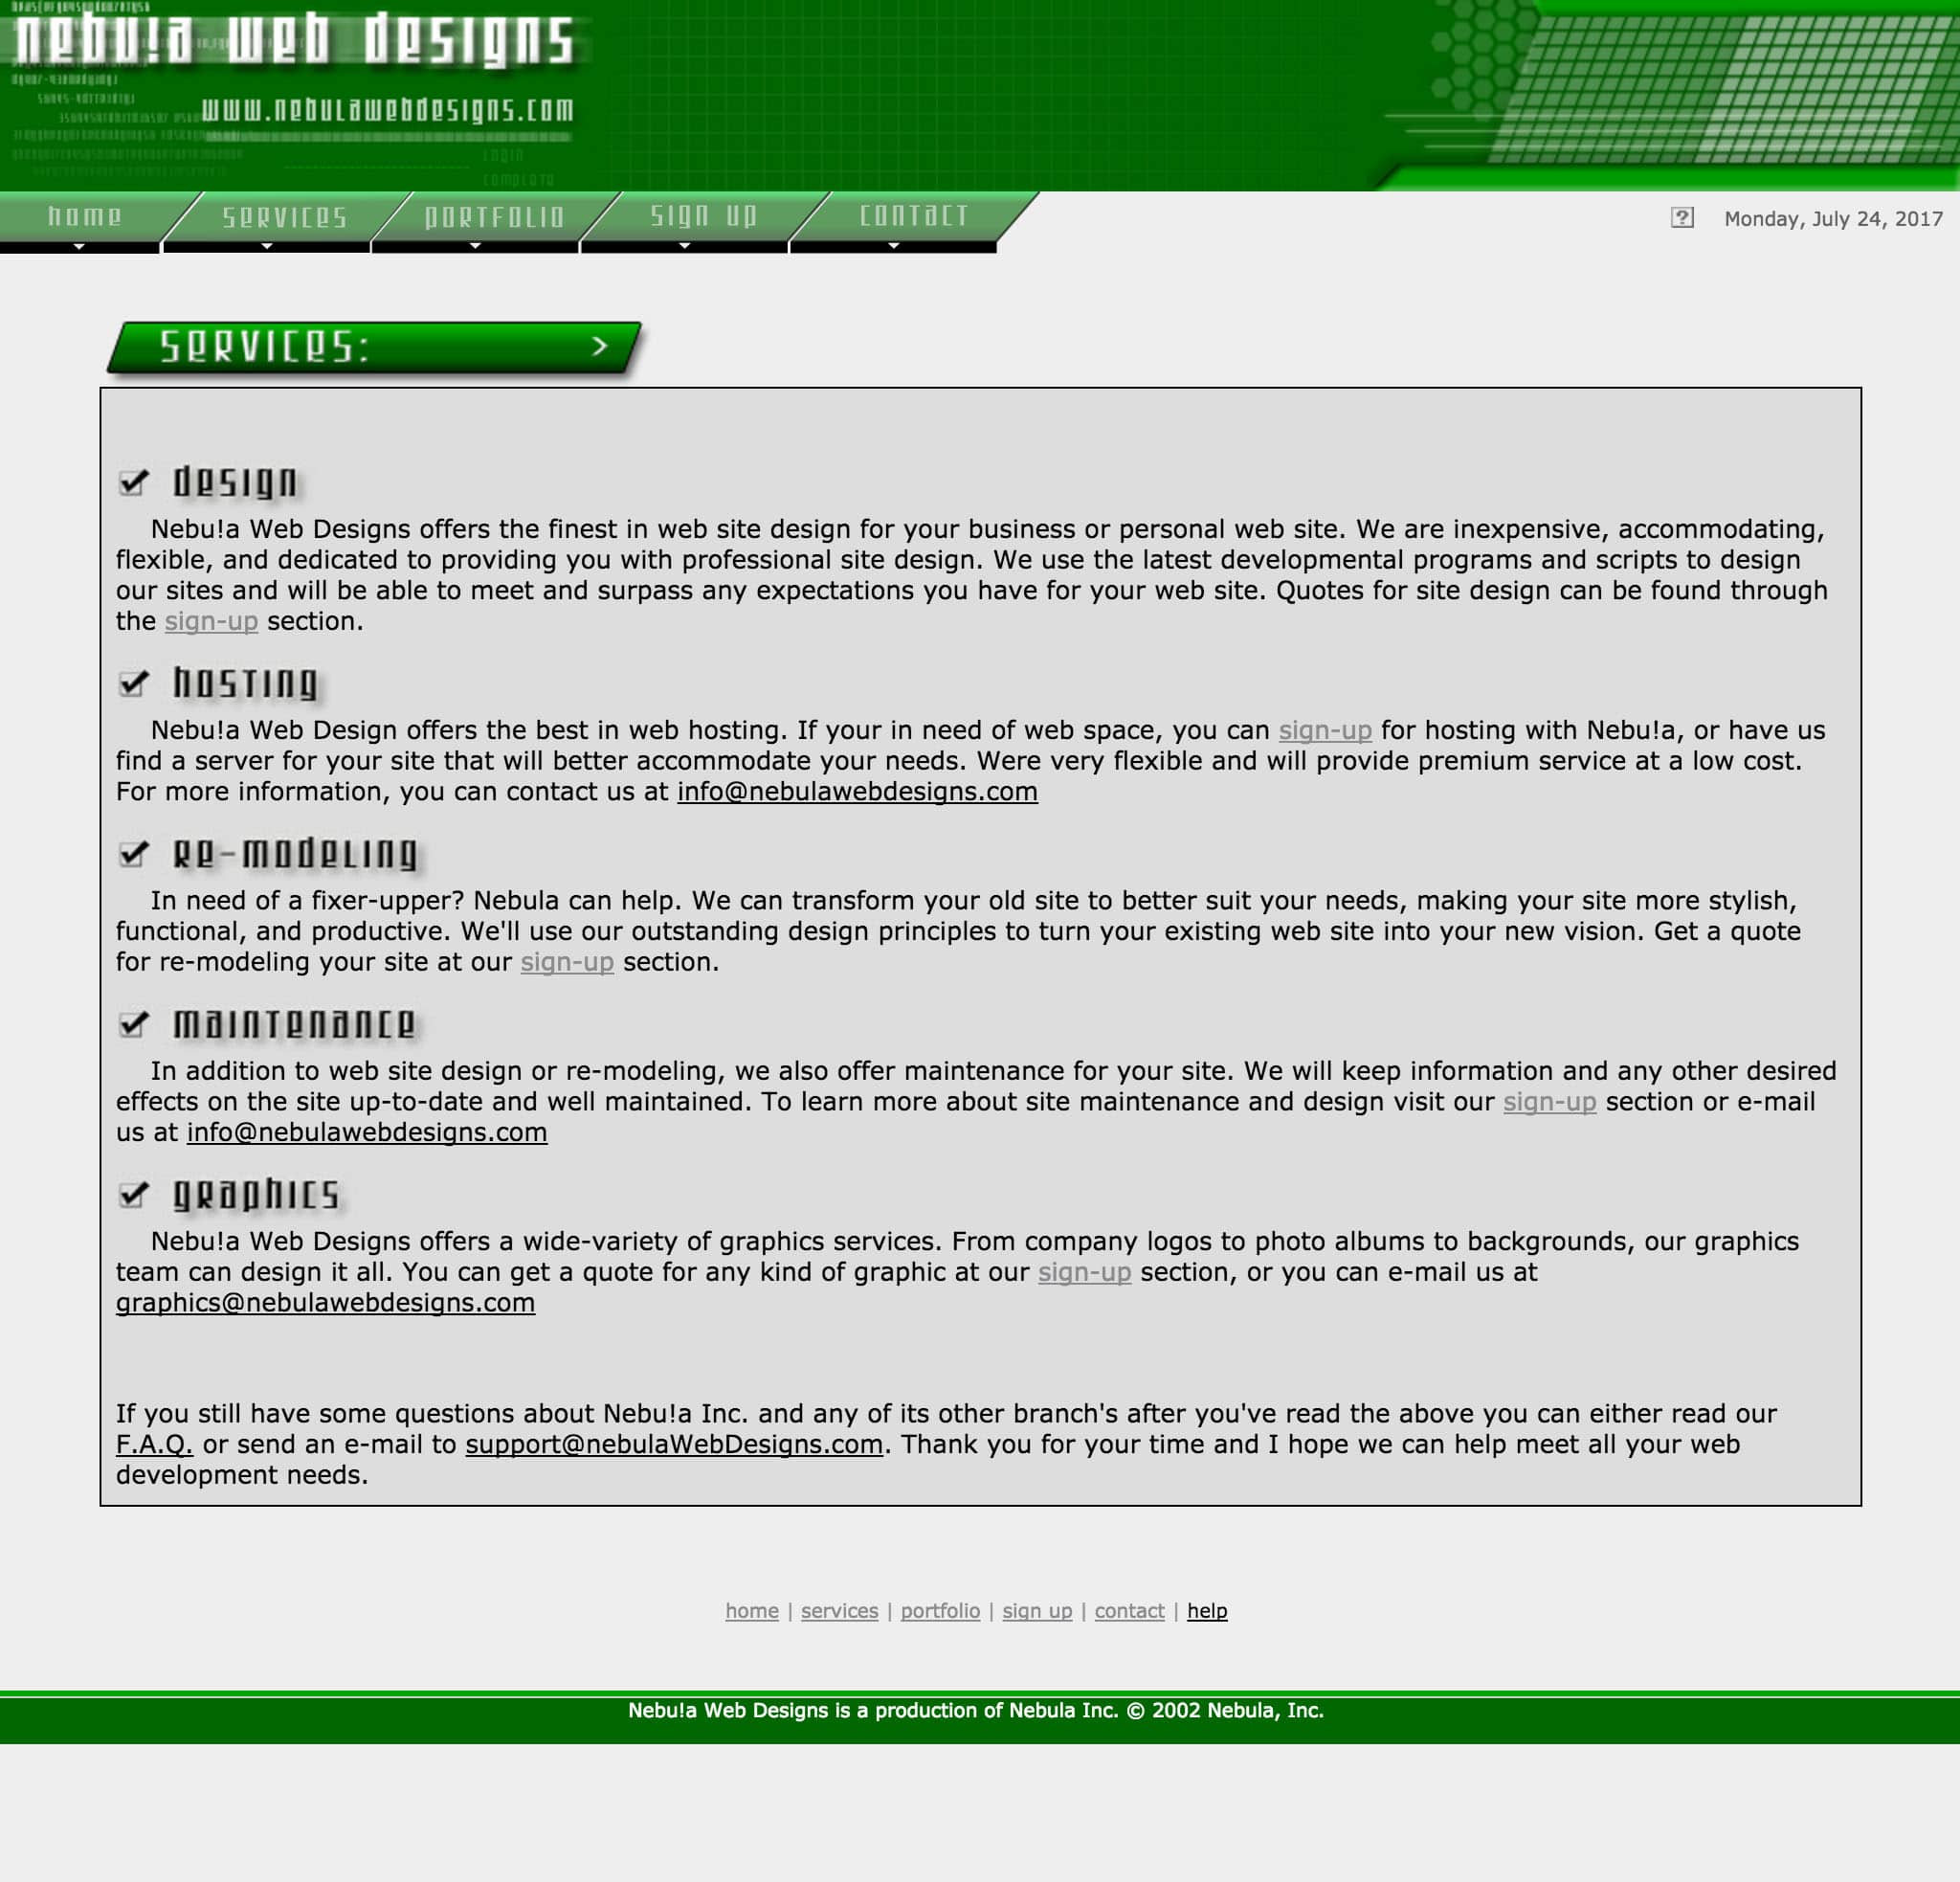 nebu!a web designs
www.nebulawebdesigns.com
LOGIN
complete
home
services
portfolio
sign up
contact
?
Monday, July 24, 2017
services: >
design
Nebu!a Web Designs offers the finest in web site design for your business or personal web site. We are inexpensive, accommodating,
flexible, and dedicated to providing you with professional site design. We use the latest developmental programs and scripts to design
our sites and will be able to meet and surpass any expectations you have for your web site. Quotes for site design can be found through
the sign-up section.
hosting
Nebu!a Web Design offers the best in web hosting. If your in need of web space, you can sign-up for hosting with Nebu!a, or have us
find a server for your site that will better accommodate your needs. Were very flexible and will provide premium service at a low cost.
For more information, you can contact us at info@nebulawebdesigns.com
re-modeling
In need of a fixer-upper? Nebula can help. We can transform your old site to better suit your needs, making your site more stylish,
functional, and productive. We'll use our outstanding design principles to turn your existing web site into your new vision. Get a quote
for re-modeling your site at our sign-up section.
maintenance
In addition to web site design or re-modeling, we also offer maintenance for your site. We will keep information and any other desired
effects on the site up-to-date and well maintained. To learn more about site maintenance and design visit our sign-up section or e-mail
us at info@nebulawebdesigns.com
graphics
Nebu!a Web Designs offers a wide-variety of graphics services. From company logos to photo albums to backgrounds, our graphics
team can design it all. You can get a quote for any kind of graphic at our sign-up section, or you can e-mail us at
graphics@nebulawebdesigns.com
If you still have some questions about Nebu!a Inc. and any of its other branch's after you've read the above you can either read our
F.A.Q. or send an e-mail to support@nebulaWebDesigns.com. Thank you for your time and I hope we can help meet all your web
development needs.
home | services | portfolio | sign up | contact | help
Nebu!a Web Designs is a production of Nebula Inc. © 2002 Nebula, Inc.